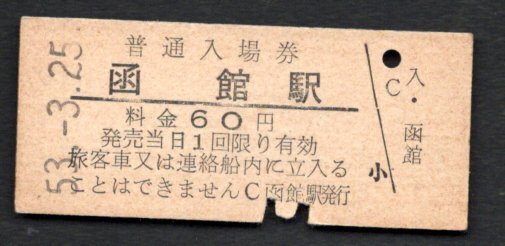 53.-3.25
普通入場券
函館駅
料金60円
発売当日1回限り有効
旅客車又は連絡船内に立入る
ことはできません C 函館駅発行
C
入・函館
小